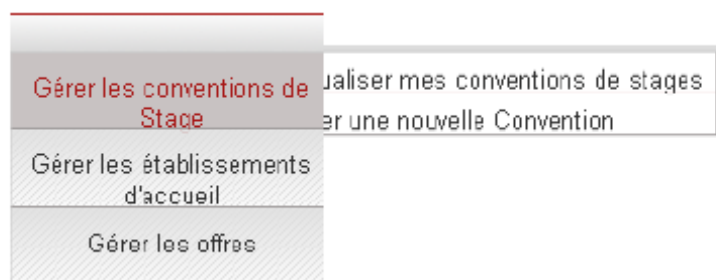 Gérer les conventions de
Stage
ualiser mes conventions de stages
er une nouvelle Convention
Gérer les établissements
d'accueil
Gérer les offres